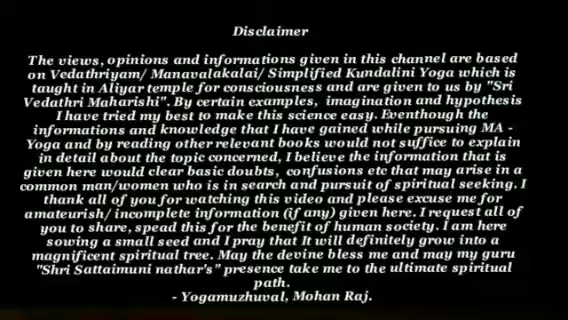 Disclaimer
The views, opinions and informations given in this channel are based
on Vedathriyam/ Manavalakalai/ Simplified Kundalini Yoga which is
taught in Aliyar temple for consciousness and are given to us by "Sri
Vedathri Maharishi". By certain examples, imagination and hypothesis
I have tried my best to make this science easy. Eventhough the
informations and knowledge that I have gained while pursuing MA -
Yoga and by reading other relevant books would not suffice to explain
in detail about the topic concerned, I believe the information that is
given here would clear basic doubts, confusions etc that may arise in a
common man/women who is in search and pursuit of spiritual seeking. I
thank all of you for watching this video and please excuse me for
amateurish/ incomplete information (if any) given here. I request all of
you to share, spead this for the benefit of human society. I am here
sowing a small seed and I pray that It will definitely grow into a
magnificent spiritual tree. May the devine bless me and may my guru
"Shri Sattaimuni nathar's" presence take me to the ultimate spiritual
path.
- Yogamuzhuval, Mohan Raj.